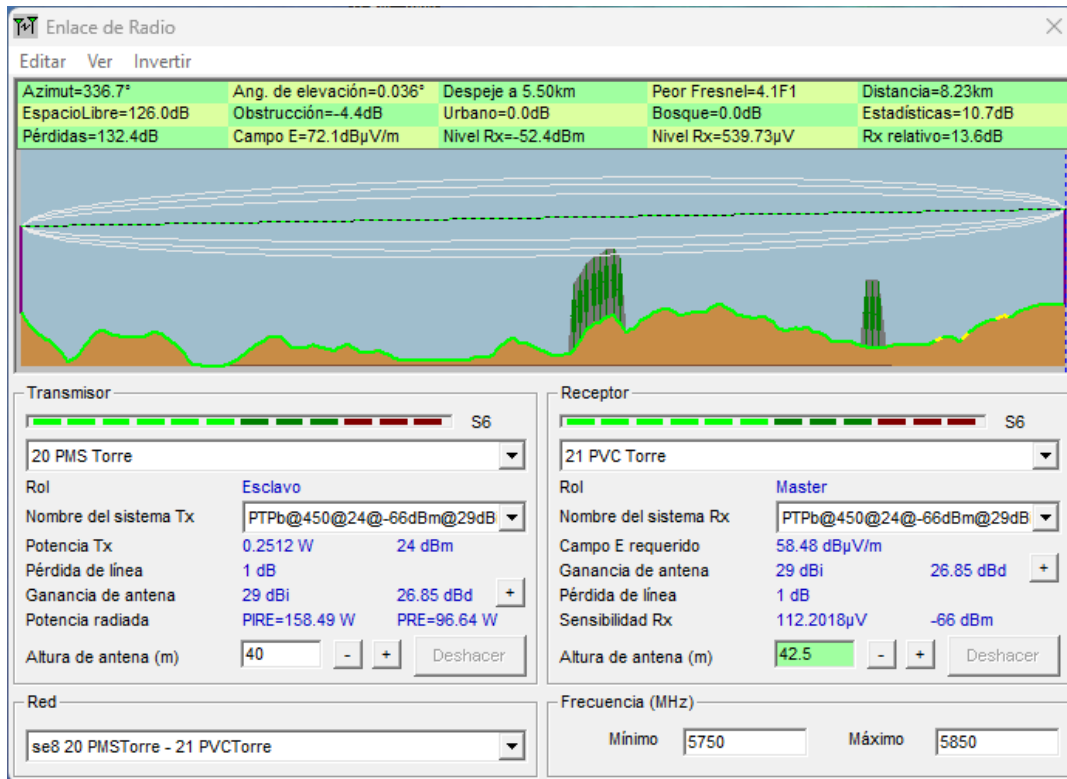 Enlace de Radio
Editar Ver Invertir
Azimut=336.7° Ang. de elevación=0.036° Despeje a 5.50km Peor Fresnel=4.1F1 Distancia=8.23km
EspacioLibre=126.0dB Obstrucción=-4.4dB Urbano=0.0dB Bosque=0.0dB Estadísticas=10.7dB
Pérdidas=132.4dB Campo E=72.1dBµV/m Nivel Rx=-52.4dBm Nivel Rx=539.73µV Rx relativo=13.6dB
Transmisor
S6
20 PMS Torre
Rol Esclavo
Nombre del sistema Tx PTPb@450@24@-66dBm@29dB
Potencia Tx 0.2512 W 24 dBm
Pérdida de línea 1 dB
Ganancia de antena 29 dBi 26.85 dBd +
Potencia radiada PIRE=158.49 W PRE=96.64 W
Altura de antena (m) 40 - + Deshacer
Red
se8 20 PMSTorre - 21 PVCTorre
Receptor
S6
21 PVC Torre
Rol Master
Nombre del sistema Rx PTPb@450@24@-66dBm@29dB
Campo E requerido 58.48 dBµV/m
Ganancia de antena 29 dBi 26.85 dBd +
Pérdida de línea 1 dB
Sensibilidad Rx 112.2018µV -66 dBm
Altura de antena (m) 42.5 - + Deshacer
Frecuencia (MHz)
Mínimo 5750 Máximo 5850